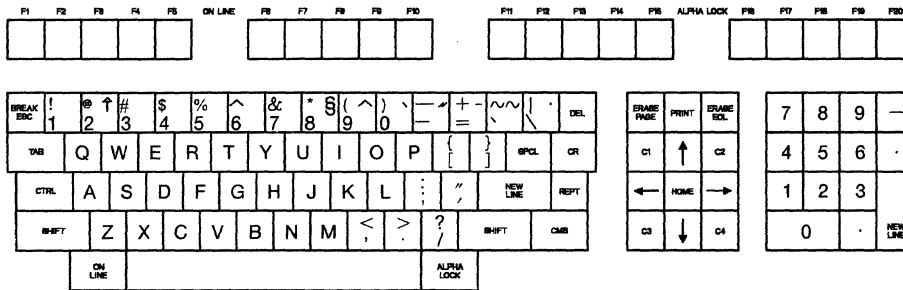 F1 F2 F3 F4 F5 ON LINE F6 F7 F8 F9 F10 F11 F12 F13 F14 F15 ALPHA LOCK F16 F17 F18 F19 F20
BREAK ESC ! 1 @ 2 ↑ # 3 $ 4 % 5 ^ 6 & 7 * 8 § ( 9 ^ ) 0 ` — – + = - ~ ` ~ | \ DEL ERASE PAGE PRINT ERASE EOL 7 8 9 —
TAB Q W E R T Y U I O P { [ } ] SPCL CR C1 ↑ C2 4 5 6 ,
CTRL A S D F G H J K L : ; " ' NEW LINE REPT ← HOME → 1 2 3
SHIFT Z X C V B N M < , > . ? / SHIFT CMB C3 ↓ C4 0 . NEW LINE
ON LINE ALPHA LOCK